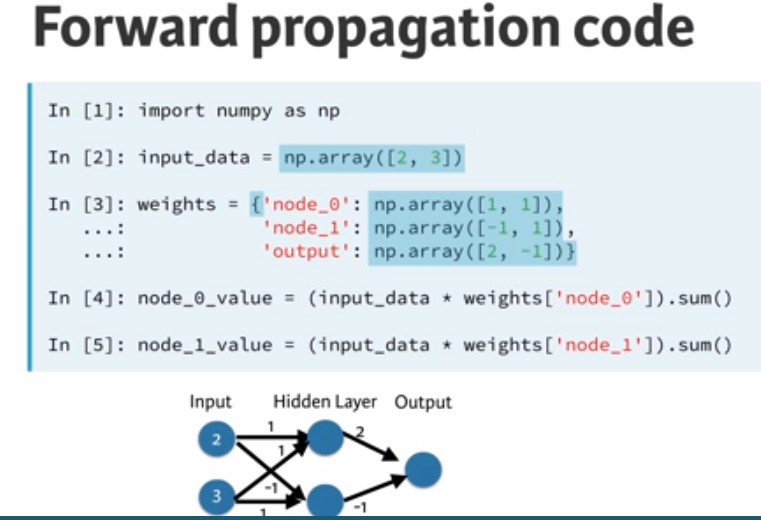 Forward propagation code
In [1]: import numpy as np
In [2]: input_data = np.array([2, 3])
In [3]: weights = {'node_0': np.array([1, 1]),
...: 'node_1': np.array([-1, 1]),
...: 'output': np.array([2, -1])}
In [4]: node_0_value = (input_data * weights['node_0']).sum()
In [5]: node_1_value = (input_data * weights['node_1']).sum()
Input Hidden Layer Output
2 1 2
1
3 -1
1 -1